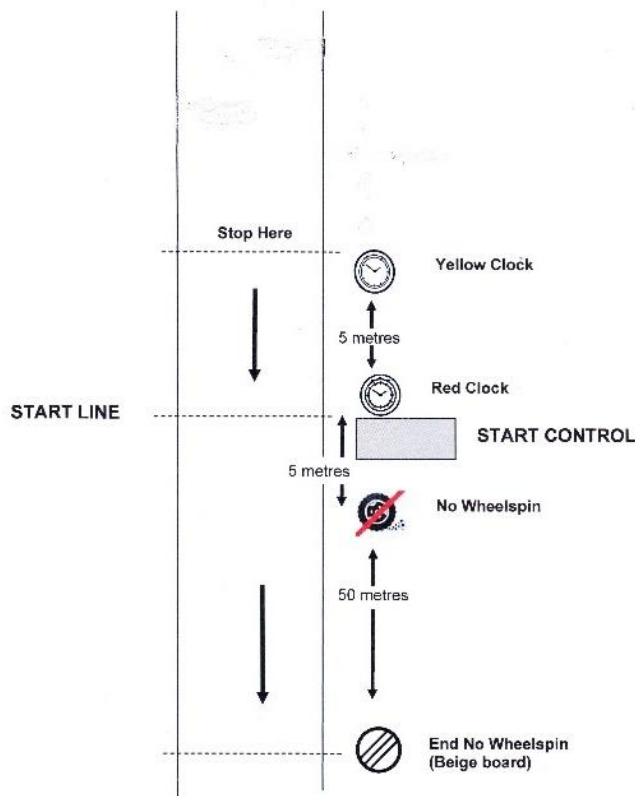 Stop Here
Yellow Clock
5 metres
Red Clock
START LINE
START CONTROL
5 metres
No Wheelspin
50 metres
End No Wheelspin
(Beige board)